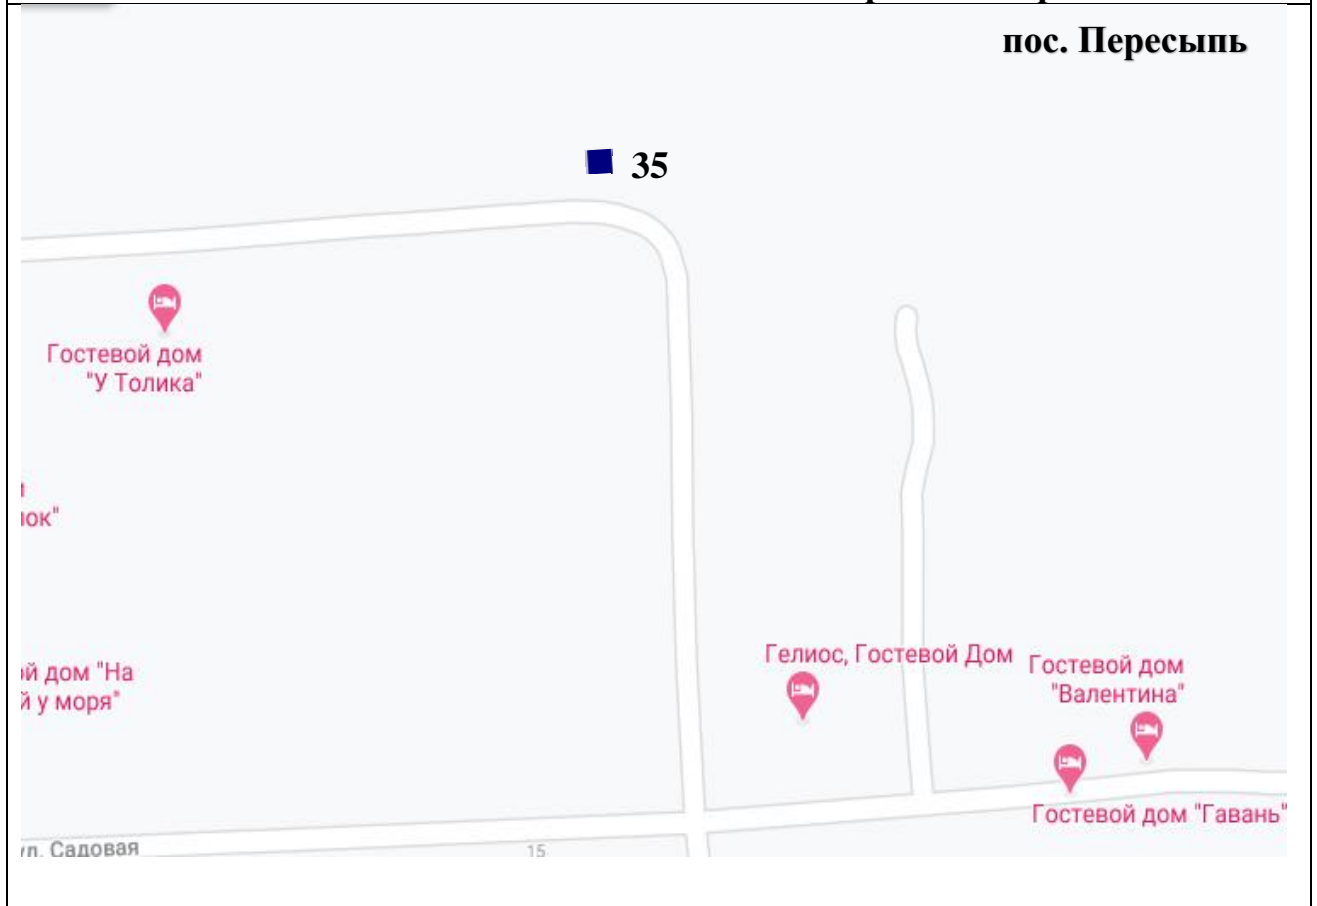 пос. Пересыпь
35
Гостевой дом
"У Толика"
ок"
й дом "На
й у моря"
Гелиос, Гостевой Дом
Гостевой дом
"Валентина"
Гостевой дом "Гавань"
ул. Садовая
15